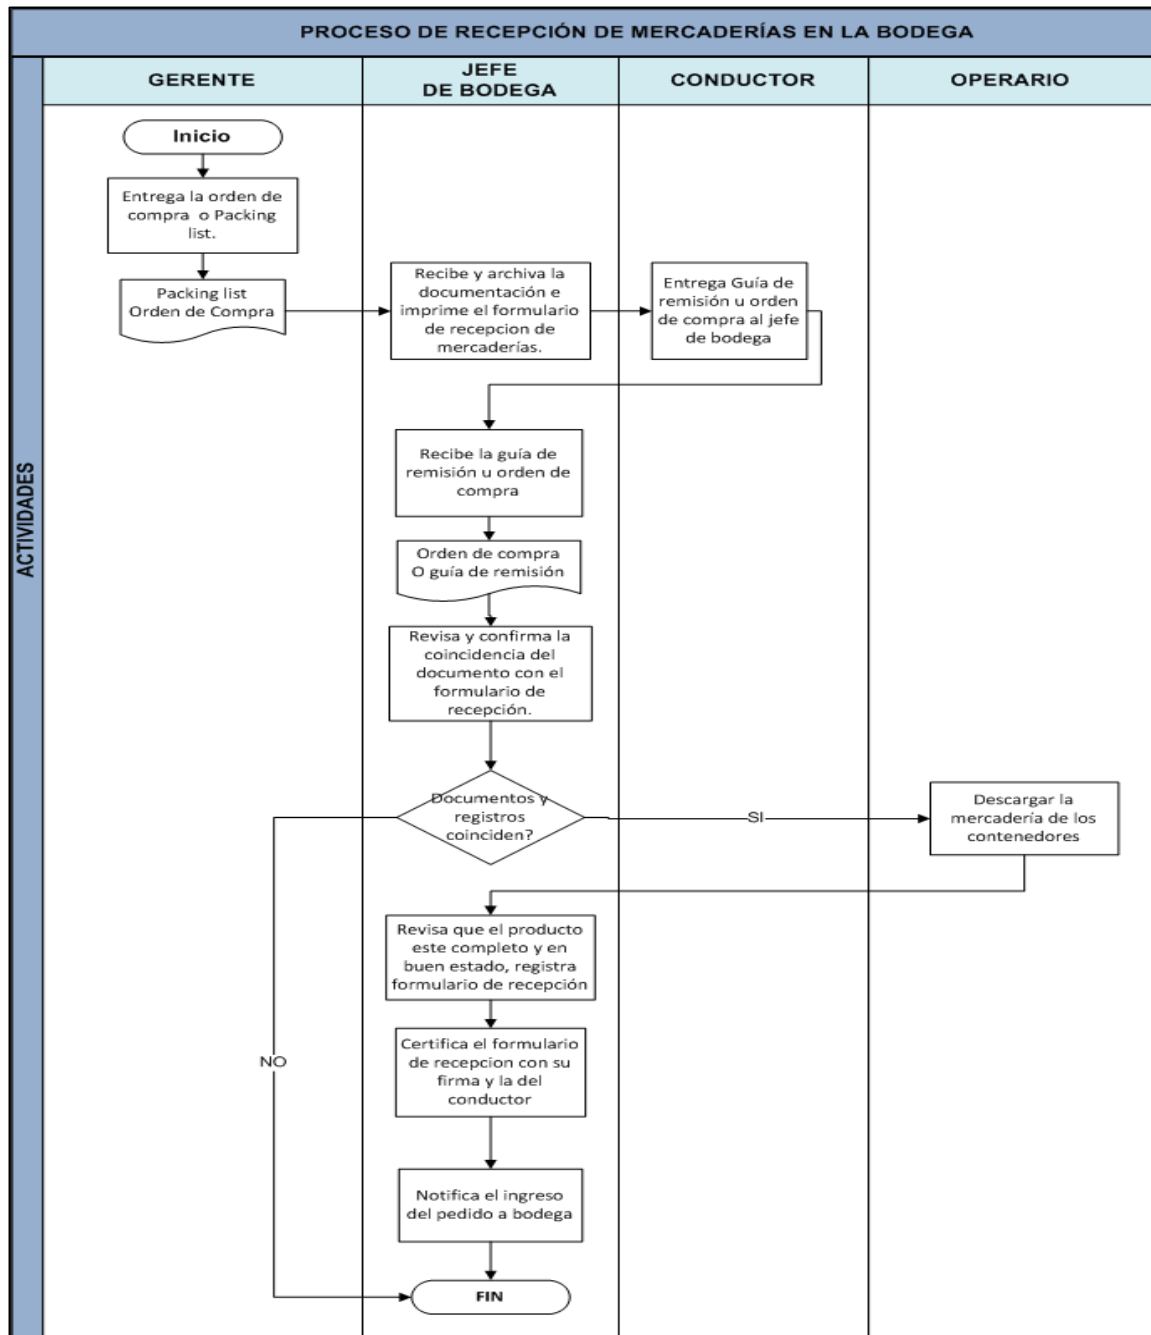 PROCESO DE RECEPCIÓN DE MERCADERÍAS EN LA BODEGA
ACTIVIDADES
GERENTE
JEFE
DE BODEGA
CONDUCTOR
OPERARIO
Inicio
Entrega la orden de
compra o Packing
list.
Packing list
Orden de Compra
Recibe y archiva la
documentación e
imprime el formulario
de recepcion de
mercaderías.
Entrega Guía de
remisión u orden
de compra al jefe
de bodega
Recibe la guía de
remisión u orden de
compra
Orden de compra
O guía de remisión
Revisa y confirma la
coincidencia del
documento con el
formulario de
recepción.
Documentos y
registros
coinciden?
SI
Descargar la
mercadería de los
contenedores
Revisa que el producto
este completo y en
buen estado, registra
formulario de recepción
NO
Certifica el formulario
de recepcion con su
firma y la del
conductor
Notifica el ingreso
del pedido a bodega
FIN